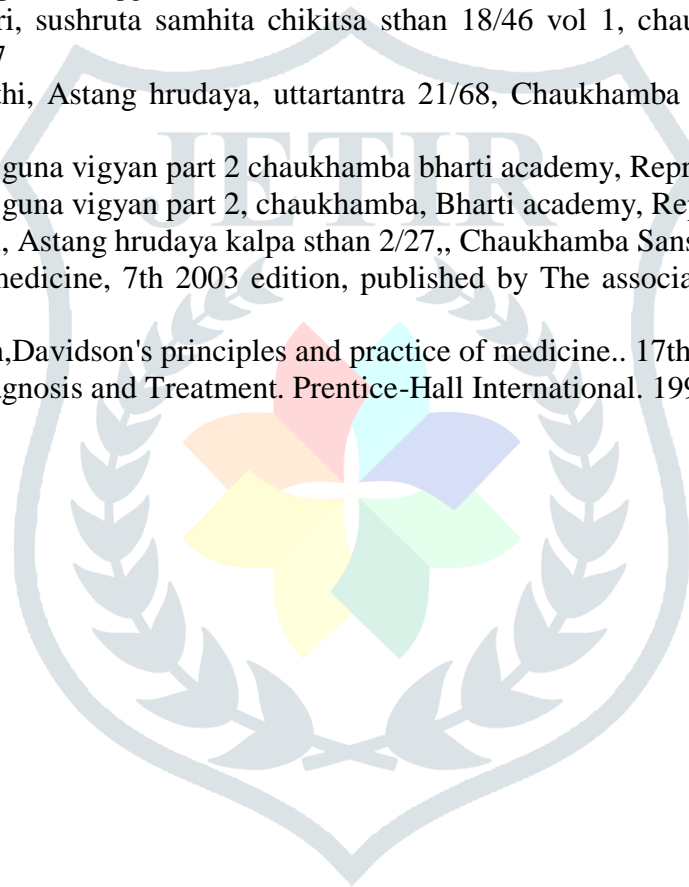 ri, sushruta samhita chikitsa sthan 18/46 vol 1, chau
7
thi, Astang hrudaya, uttartantra 21/68, Chaukhamba
guna vigyan part 2 chaukhamba bharti academy, Repr
guna vigyan part 2, chaukhamba, Bharti academy, Re
, Astang hrudaya kalpa sthan 2/27,, Chaukhamba Sans
medicine, 7th 2003 edition, published by The associa
n,Davidson's principles and practice of medicine.. 17th
gnosis and Treatment. Prentice-Hall International. 199
JETIR